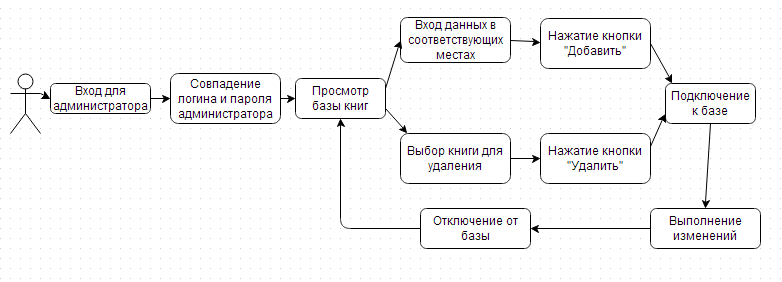 Вход для
администратора
Совпадение
логина и пароля
администратора
Просмотр
базы книг
Вход данных в
соответствующих
местах
Нажатие кнопки
"Добавить"
Выбор книги для
удаления
Нажатие кнопки
"Удалить"
Подключение
к базе
Выполнение
изменений
Отключение от
базы